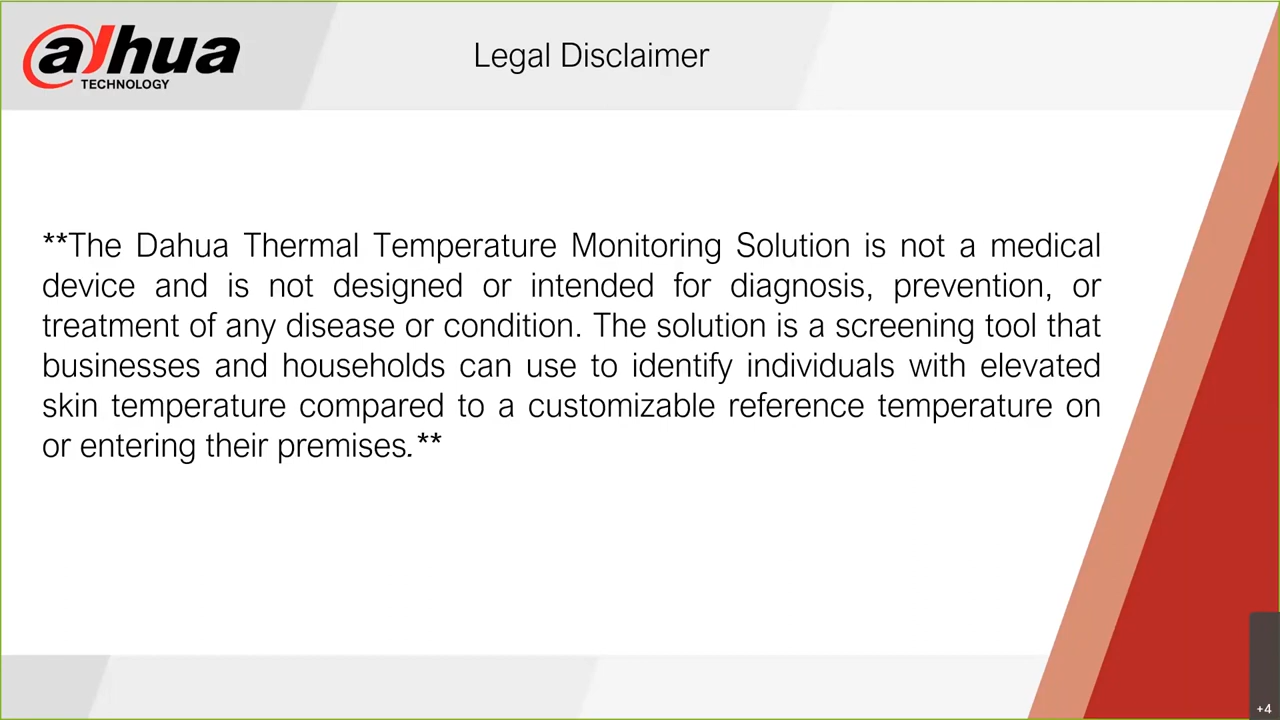 alhua
TECHNOLOGY
Legal Disclaimer
**The Dahua Thermal Temperature Monitoring Solution is not a medical
device and is not designed or intended for diagnosis, prevention, or
treatment of any disease or condition. The solution is a screening tool that
businesses and households can use to identify individuals with elevated
skin temperature compared to a customizable reference temperature on
or entering their premises.**
+4